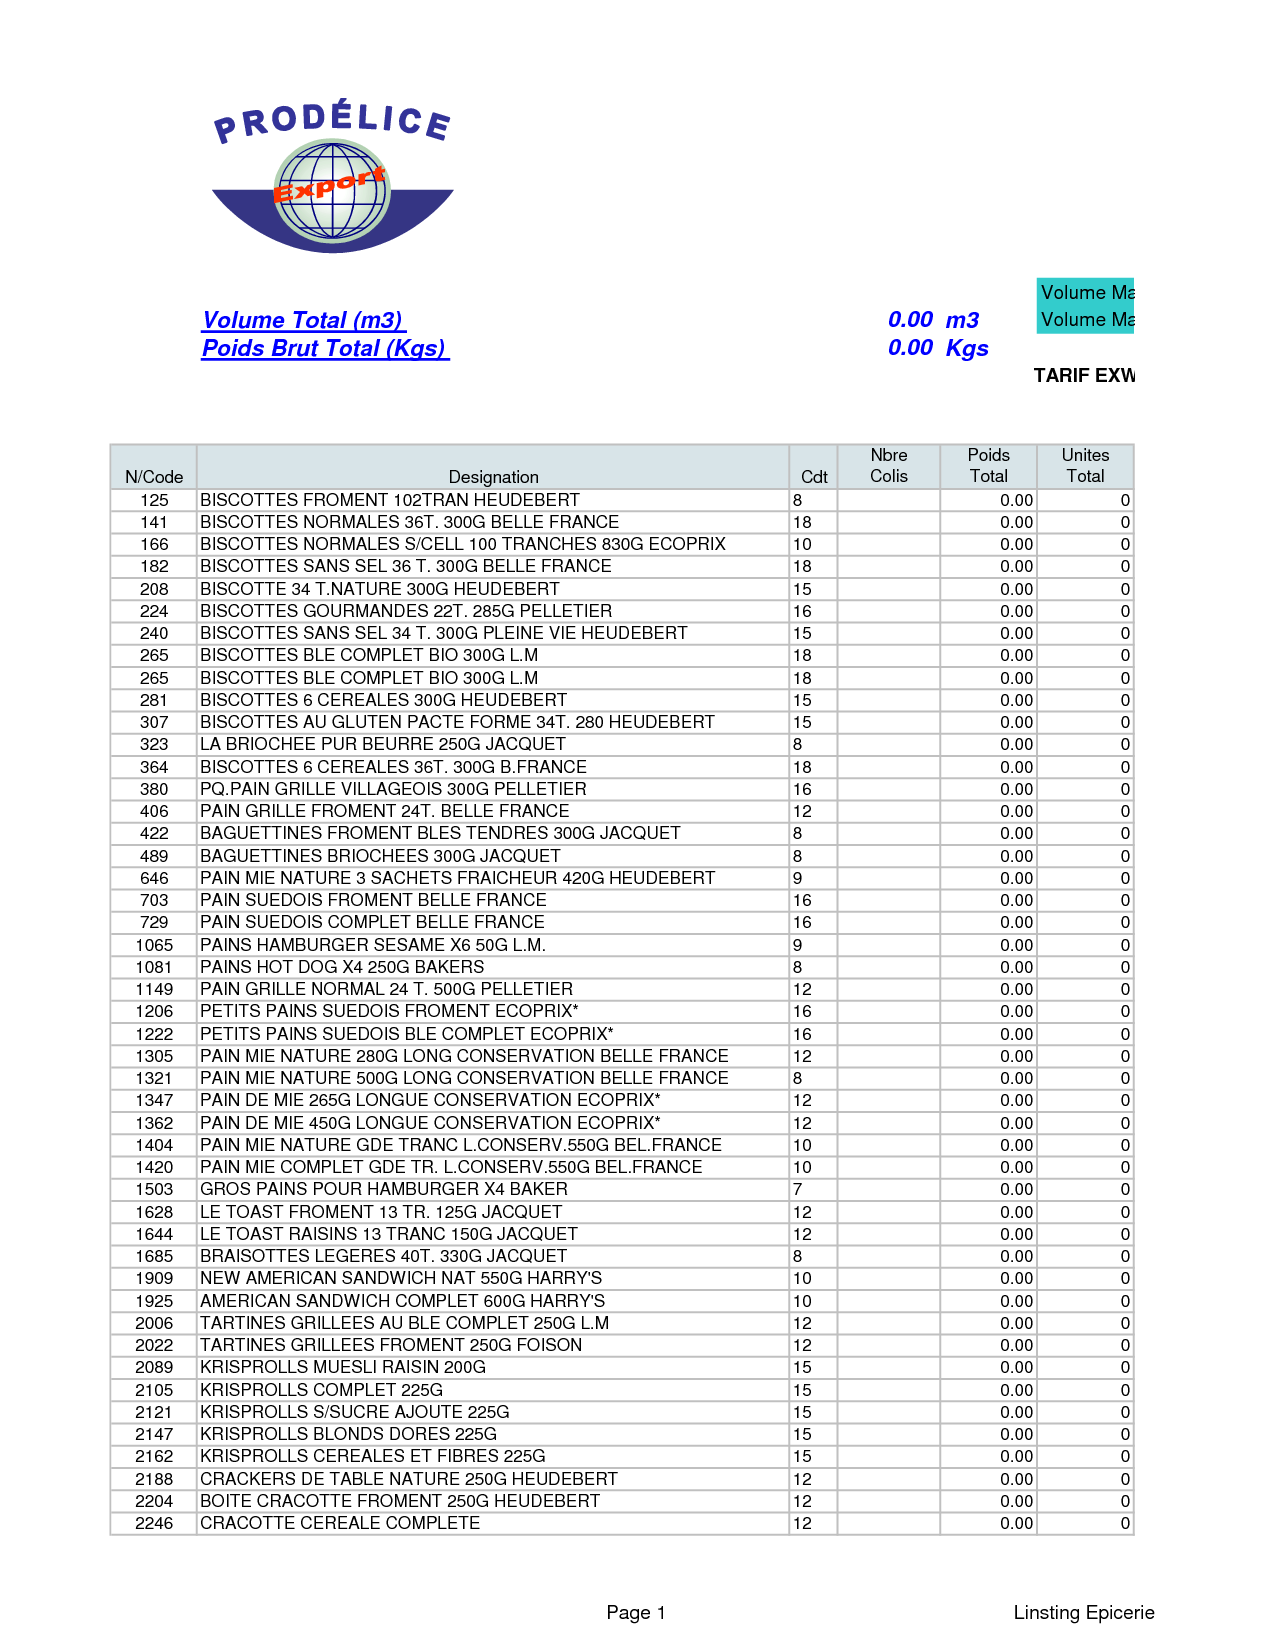 PRODÉLICE
Export
Volume Ma
Volume Total (m3) 0.00 m3 Volume Ma
Poids Brut Total (Kgs) 0.00 Kgs
TARIF EXW
N/Code Designation Cdt Nbre Colis Poids Total Unites Total
125 BISCOTTES FROMENT 102TRAN HEUDEBERT 8 0.00 0
141 BISCOTTES NORMALES 36T. 300G BELLE FRANCE 18 0.00 0
166 BISCOTTES NORMALES S/CELL 100 TRANCHES 830G ECOPRIX 10 0.00 0
182 BISCOTTES SANS SEL 36 T. 300G BELLE FRANCE 18 0.00 0
208 BISCOTTE 34 T.NATURE 300G HEUDEBERT 15 0.00 0
224 BISCOTTES GOURMANDES 22T. 285G PELLETIER 16 0.00 0
240 BISCOTTES SANS SEL 34 T. 300G PLEINE VIE HEUDEBERT 15 0.00 0
265 BISCOTTES BLE COMPLET BIO 300G L.M 18 0.00 0
265 BISCOTTES BLE COMPLET BIO 300G L.M 18 0.00 0
281 BISCOTTES 6 CEREALES 300G HEUDEBERT 15 0.00 0
307 BISCOTTES AU GLUTEN PACTE FORME 34T. 280 HEUDEBERT 15 0.00 0
323 LA BRIOCHEE PUR BEURRE 250G JACQUET 8 0.00 0
364 BISCOTTES 6 CEREALES 36T. 300G B.FRANCE 18 0.00 0
380 PQ.PAIN GRILLE VILLAGEOIS 300G PELLETIER 16 0.00 0
406 PAIN GRILLE FROMENT 24T. BELLE FRANCE 12 0.00 0
422 BAGUETTINES FROMENT BLES TENDRES 300G JACQUET 8 0.00 0
489 BAGUETTINES BRIOCHEES 300G JACQUET 8 0.00 0
646 PAIN MIE NATURE 3 SACHETS FRAICHEUR 420G HEUDEBERT 9 0.00 0
703 PAIN SUEDOIS FROMENT BELLE FRANCE 16 0.00 0
729 PAIN SUEDOIS COMPLET BELLE FRANCE 16 0.00 0
1065 PAINS HAMBURGER SESAME X6 50G L.M. 9 0.00 0
1081 PAINS HOT DOG X4 250G BAKERS 8 0.00 0
1149 PAIN GRILLE NORMAL 24 T. 500G PELLETIER 12 0.00 0
1206 PETITS PAINS SUEDOIS FROMENT ECOPRIX* 16 0.00 0
1222 PETITS PAINS SUEDOIS BLE COMPLET ECOPRIX* 16 0.00 0
1305 PAIN MIE NATURE 280G LONG CONSERVATION BELLE FRANCE 12 0.00 0
1321 PAIN MIE NATURE 500G LONG CONSERVATION BELLE FRANCE 8 0.00 0
1347 PAIN DE MIE 265G LONGUE CONSERVATION ECOPRIX* 12 0.00 0
1362 PAIN DE MIE 450G LONGUE CONSERVATION ECOPRIX* 12 0.00 0
1404 PAIN MIE NATURE GDE TRANC L.CONSERV.550G BEL.FRANCE 10 0.00 0
1420 PAIN MIE COMPLET GDE TR. L.CONSERV.550G BEL.FRANCE 10 0.00 0
1503 GROS PAINS POUR HAMBURGER X4 BAKER 7 0.00 0
1628 LE TOAST FROMENT 13 TR. 125G JACQUET 12 0.00 0
1644 LE TOAST RAISINS 13 TRANC 150G JACQUET 12 0.00 0
1685 BRAISOTTES LEGERES 40T. 330G JACQUET 8 0.00 0
1909 NEW AMERICAN SANDWICH NAT 550G HARRY'S 10 0.00 0
1925 AMERICAN SANDWICH COMPLET 600G HARRY'S 10 0.00 0
2006 TARTINES GRILLEES AU BLE COMPLET 250G L.M 12 0.00 0
2022 TARTINES GRILLEES FROMENT 250G FOISON 12 0.00 0
2089 KRISPROLLS MUESLI RAISIN 200G 15 0.00 0
2105 KRISPROLLS COMPLET 225G 15 0.00 0
2121 KRISPROLLS S/SUCRE AJOUTE 225G 15 0.00 0
2147 KRISPROLLS BLONDS DORES 225G 15 0.00 0
2162 KRISPROLLS CEREALES ET FIBRES 225G 15 0.00 0
2188 CRACKERS DE TABLE NATURE 250G HEUDEBERT 12 0.00 0
2204 BOITE CRACOTTE FROMENT 250G HEUDEBERT 12 0.00 0
2246 CRACOTTE CEREALE COMPLETE 12 0.00 0
Page 1 Linsting Epicerie